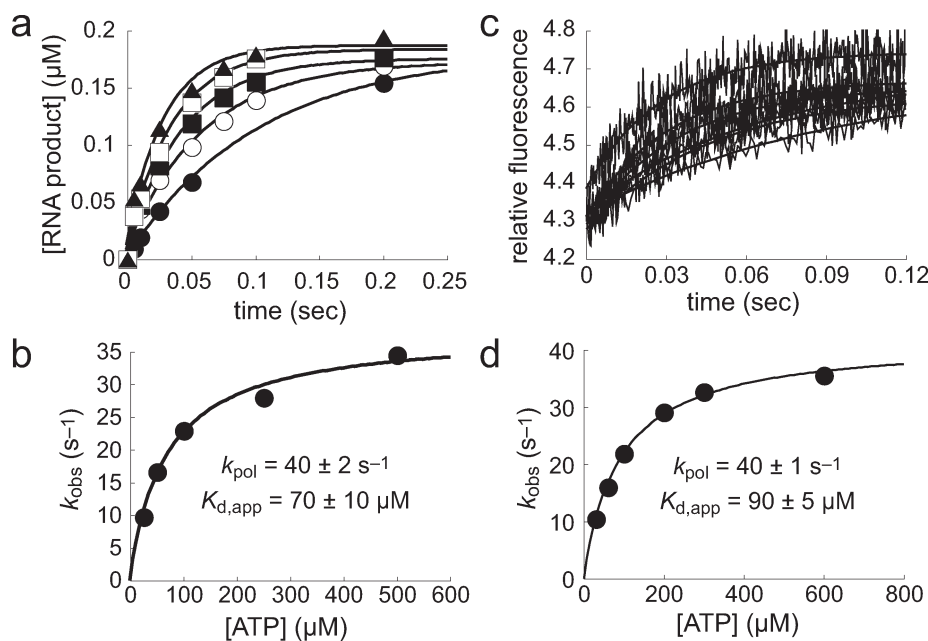 a
0.2
0.15
0.1
0.05
0
[RNA product] (µM)
0 0.05 0.1 0.15 0.2 0.25
time (sec)
c
4.8
4.7
4.6
4.5
4.4
4.3
4.2
relative fluorescence
0 0.03 0.06 0.09 0.12
time (sec)
b
35
30
25
20
15
10
5
0
kobs (s–1)
kpol = 40 ± 2 s–1
Kd,app = 70 ± 10 µM
0 100 200 300 400 500 600
[ATP] (µM)
d
40
30
20
10
0
kobs (s–1)
kpol = 40 ± 1 s–1
Kd,app = 90 ± 5 µM
0 200 400 600 800
[ATP] (µM)